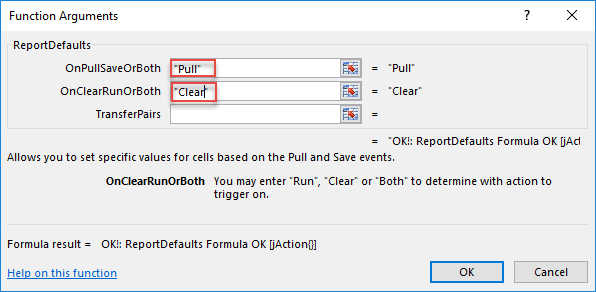 Function Arguments ? ×
ReportDefaults
OnPullSaveOrBoth "Pull" = "Pull"
OnClearRunOrBoth "Clear" = "Clear"
TransferPairs =
= "OK!: ReportDefaults Formula OK [jAct
Allows you to set specific values for cells based on the Pull and Save events.
OnClearRunOrBoth You may enter "Run", "Clear" or "Both" to determine with action to
trigger on.
Formula result = OK!: ReportDefaults Formula OK [jAction{}]
Help on this function OK Cancel